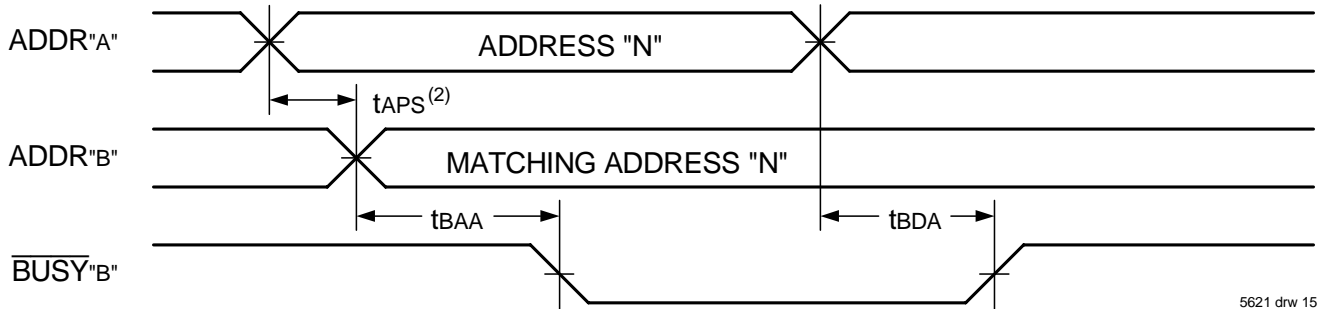 ADDR"A"
ADDRESS "N"
tAPS(2)
ADDR"B"
MATCHING ADDRESS "N"
tBAA
tBDA
BUSY"B"
5621 drw 15